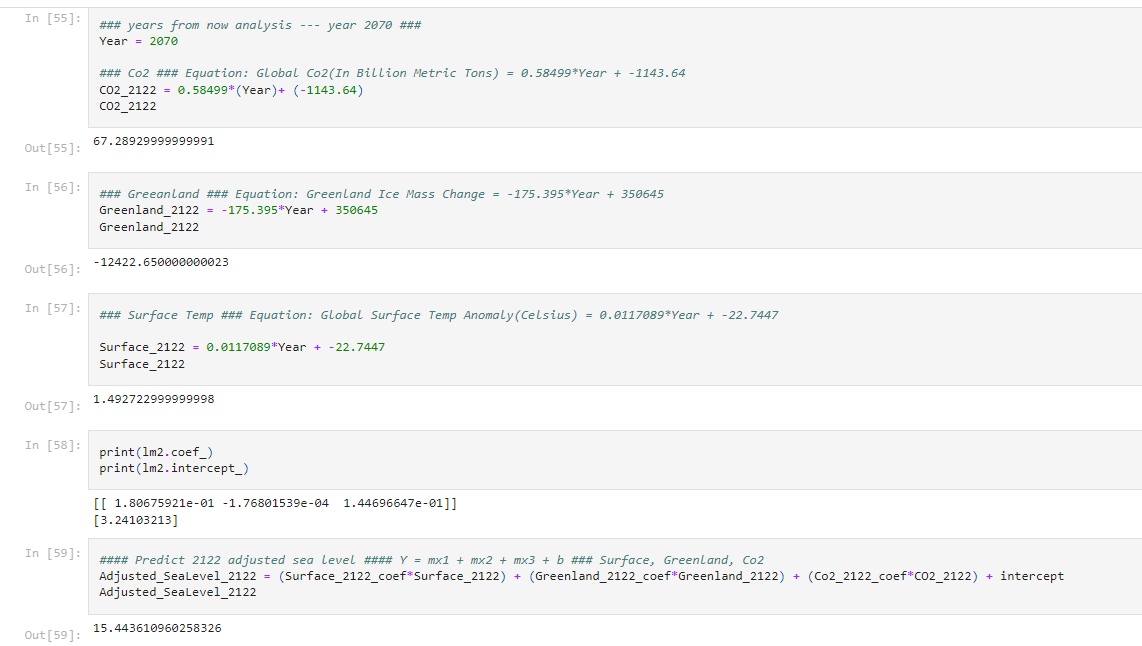 In [55]:
### years from now analysis --- year 2070 ###
Year = 2070
### Co2 ### Equation: Global Co2(In Billion Metric Tons) = 0.58499*Year + -1143.64
CO2_2122 = 0.58499*(Year)+ (-1143.64)
CO2_2122
Out[55]:
67.28929999999991
In [56]:
### Greeanland ### Equation: Greenland Ice Mass Change = -175.395*Year + 350645
Greenland_2122 = -175.395*Year + 350645
Greenland_2122
Out[56]:
-12422.650000000023
In [57]:
### Surface Temp ### Equation: Global Surface Temp Anomaly(Celsius) = 0.0117089*Year + -22.7447
Surface_2122 = 0.0117089*Year + -22.7447
Surface_2122
Out[57]:
1.492722999999998
In [58]:
print(lm2.coef_)
print(lm2.intercept_)
[[ 1.80675921e-01 -1.76801539e-04  1.44696647e-01]]
[3.24103213]
In [59]:
#### Predict 2122 adjusted sea level #### Y = mx1 + mx2 + mx3 + b ### Surface, Greenland, Co2
Adjusted_SeaLevel_2122 = (Surface_2122_coef*Surface_2122) + (Greenland_2122_coef*Greenland_2122) + (Co2_2122_coef*CO2_2122) + intercept
Adjusted_SeaLevel_2122
Out[59]:
15.443610960258326